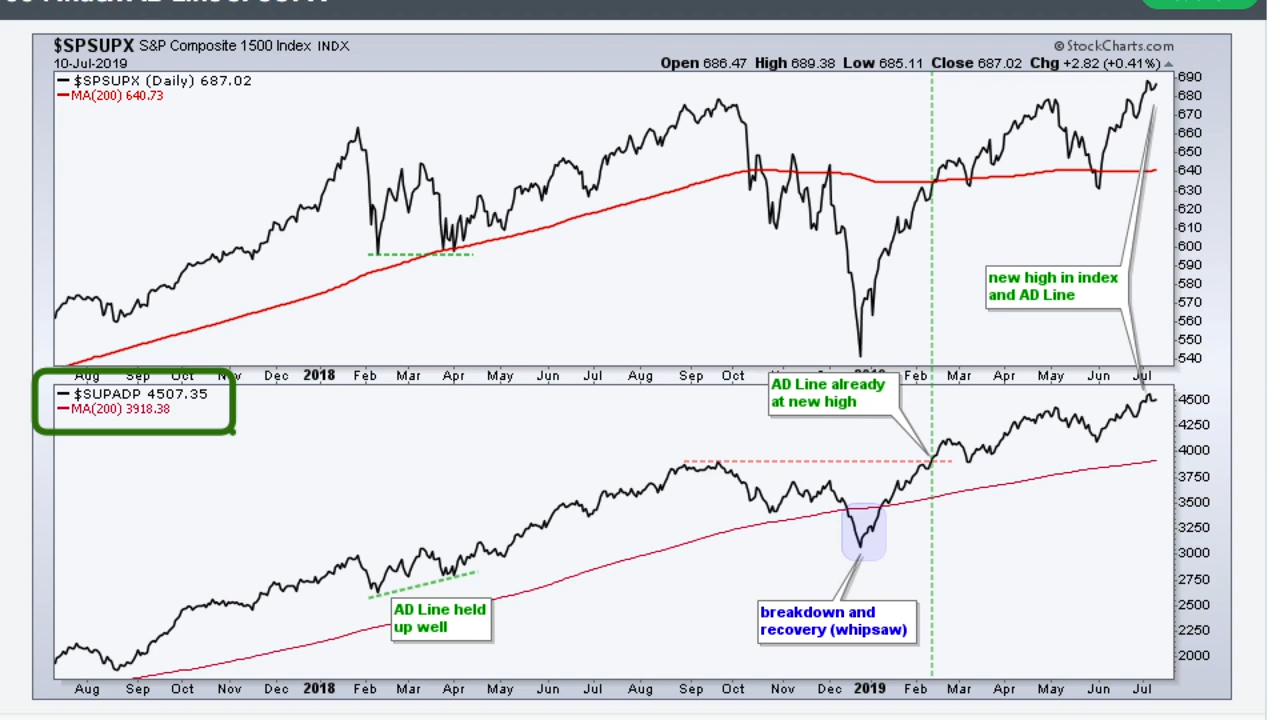 $SPSUPX S&P Composite 1500 Index INDX
© StockCharts.com
10-Jul-2019
Open 686.47 High 689.38 Low 685.11 Close 687.02 Chg +2.82 (+0.41%)
$SPSUPX (Daily) 687.02
MA(200) 640.73
690
680
670
660
650
640
630
620
610
600
590
580
570
560
550
540
new high in index
and AD Line
Aug Sep Oct Nov Dec 2018 Feb Mar Apr May Jun Jul Aug Sep Oct 2019 Feb Mar Apr May Jun Jul
$SUPADP 4507.35
MA(200) 3918.38
AD Line already
at new high
4500
4250
4000
3750
3500
3250
3000
2750
2500
2250
2000
AD Line held
up well
breakdown and
recovery (whipsaw)
Aug Sep Oct Nov Dec 2018 Feb Mar Apr May Jun Jul Aug Sep Oct Nov Dec 2019 Feb Mar Apr May Jun Jul